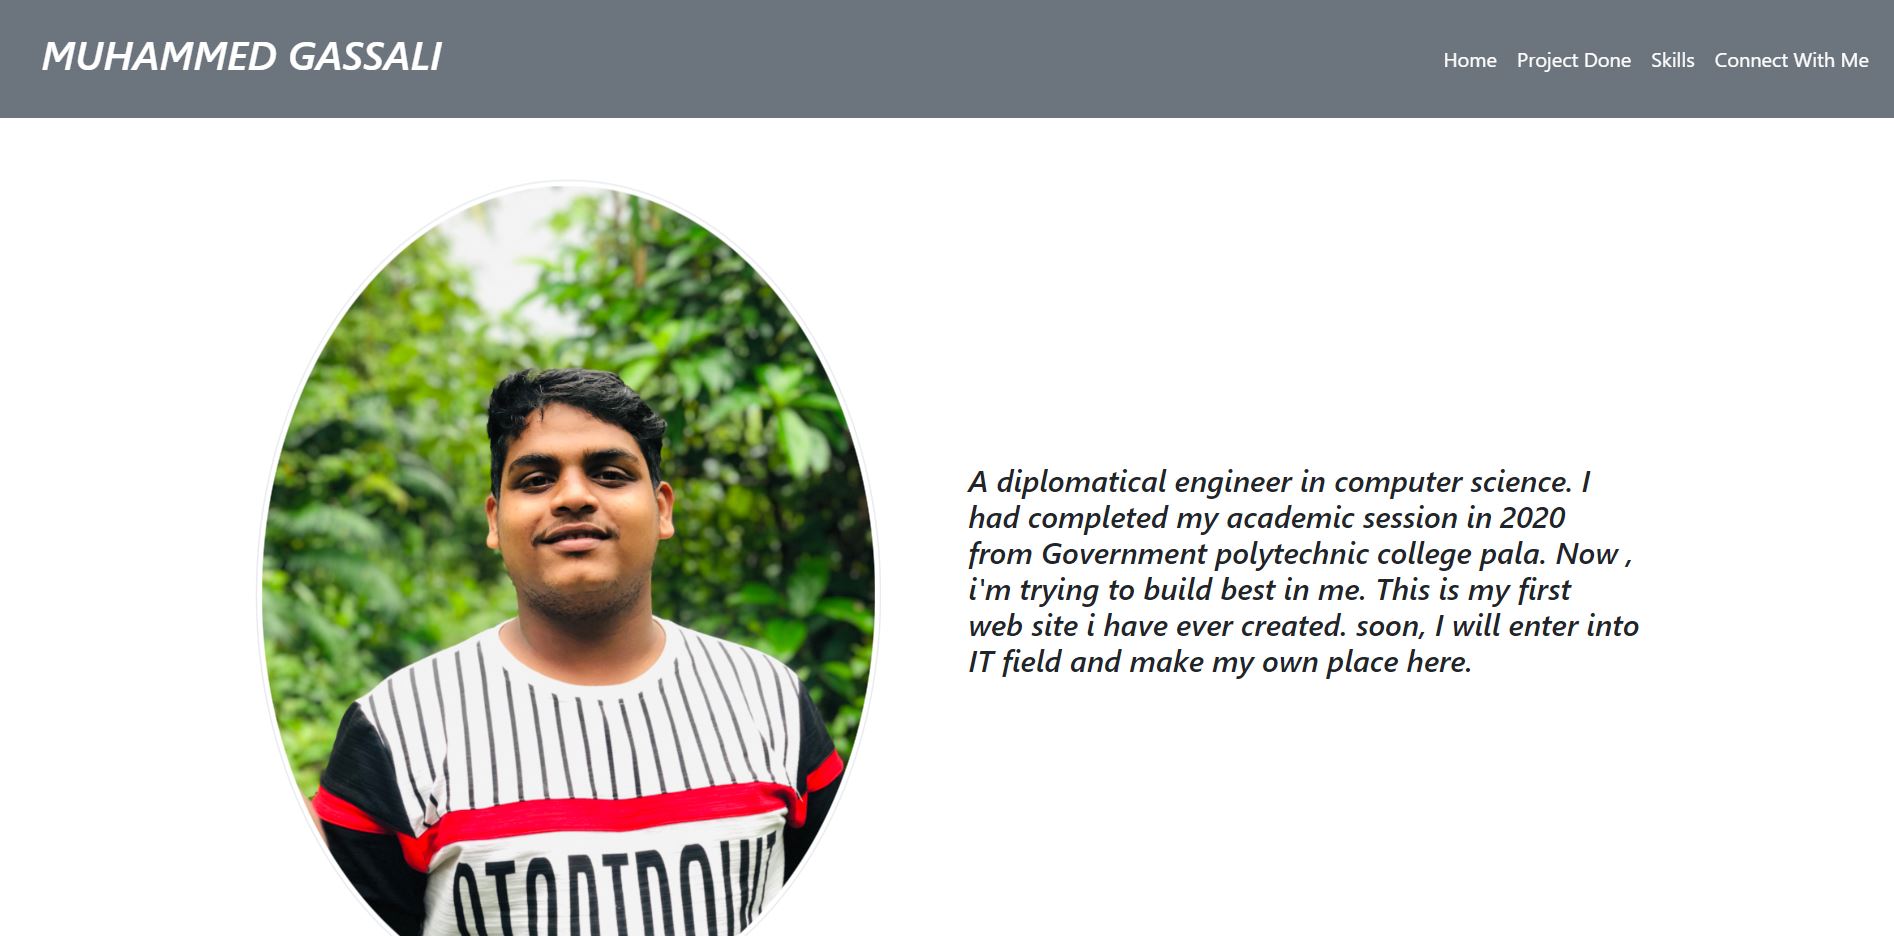 MUHAMMED GASSALI
Home Project Done Skills Connect With Me
A diplomatical engineer in computer science. I
had completed my academic session in 2020
from Government polytechnic college pala. Now ,
i'm trying to build best in me. This is my first
web site i have ever created. soon, I will enter into
IT field and make my own place here.